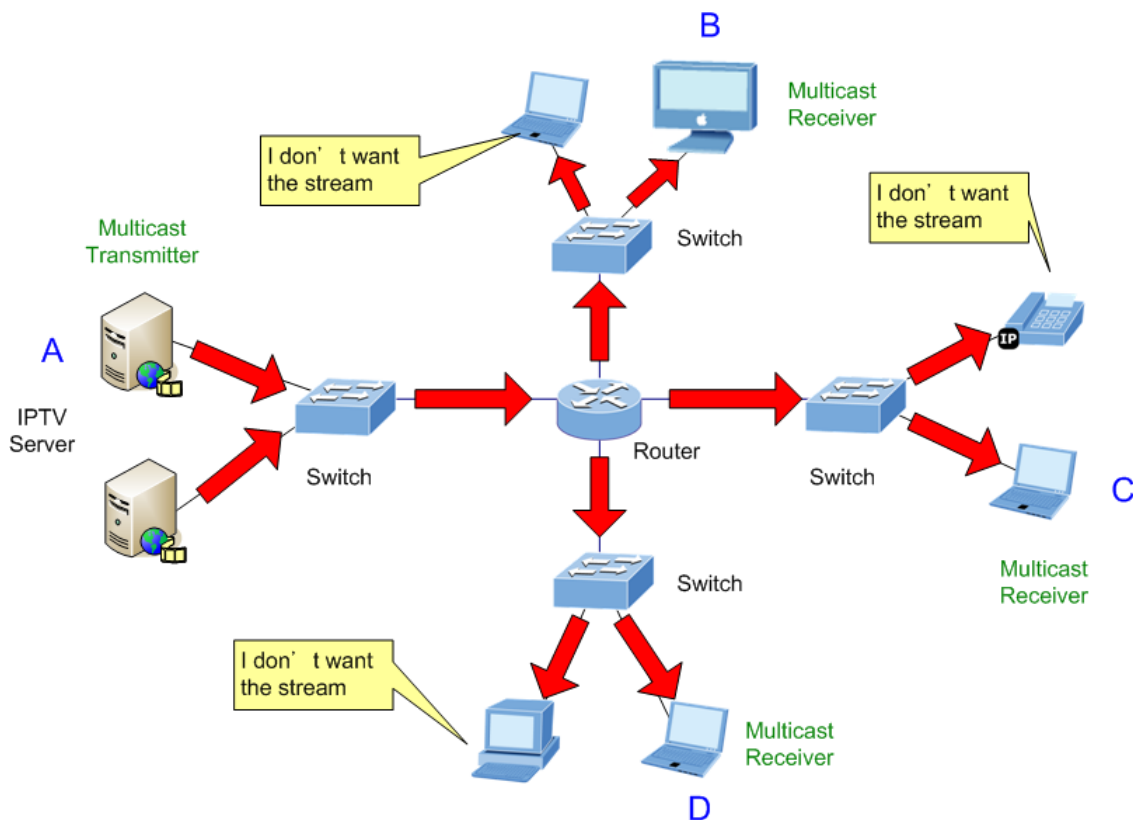 B
Multicast
Receiver
I don’t want
the stream
I don’t want
the stream
Switch
Multicast
Transmitter
A
IP
IPTV
Server
Router
Switch
Switch
C
Switch
Multicast
Receiver
I don’t want
the stream
Multicast
Receiver
D